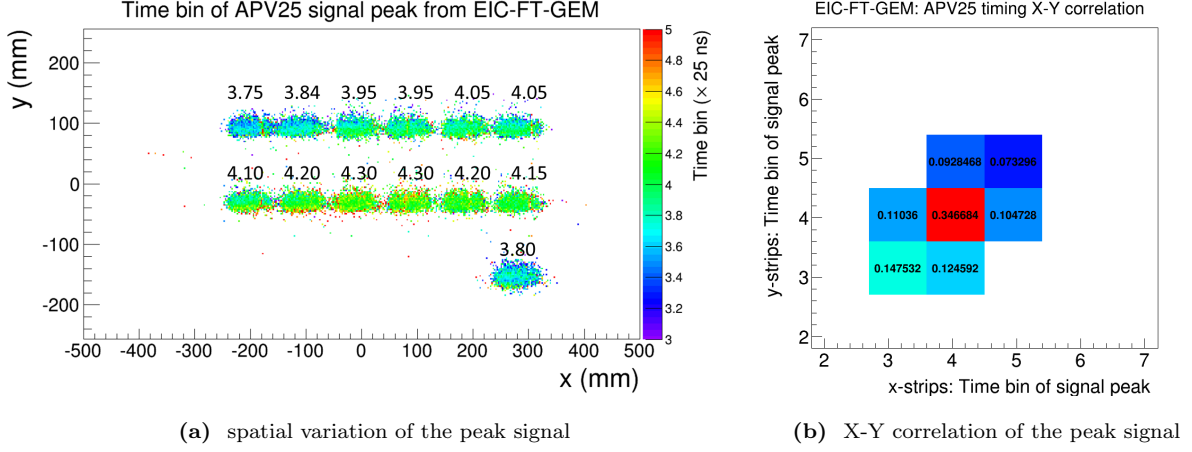 Time bin of APV25 signal peak from EIC-FT-GEM
y (mm)
200
100
0
-100
-200
3.75 3.84 3.95 3.95 4.05 4.05
4.10 4.20 4.30 4.30 4.20 4.15
3.80
-500 -400 -300 -200 -100 0 100 200 300 400 500
x (mm)
5
4.8
4.6
4.4
4.2
4
3.8
3.6
3.4
3.2
3
Time bin (× 25 ns)
(a) spatial variation of the peak signal
EIC-FT-GEM: APV25 timing X-Y correlation
y-strips: Time bin of signal peak
7
6
5
4
3
2
0.0928468 0.073296
0.11036 0.346684 0.104728
0.147532 0.124592
2 3 4 5 6 7
x-strips: Time bin of signal peak
(b) X-Y correlation of the peak signal